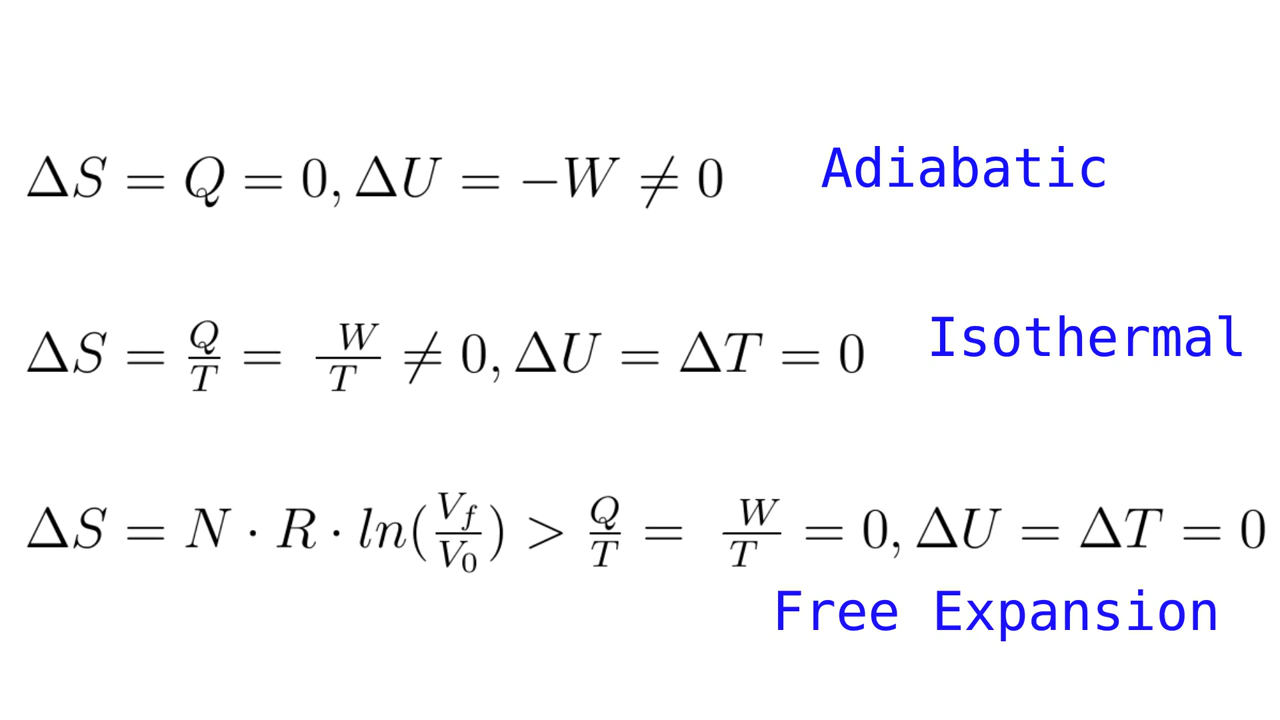 ΔS = Q = 0, ΔU = −W ≠ 0 Adiabatic
ΔS = Q/T = W/T ≠ 0, ΔU = ΔT = 0 Isothermal
ΔS = N · R · ln(V_f/V_0) > Q/T = W/T = 0, ΔU = ΔT = 0
Free Expansion